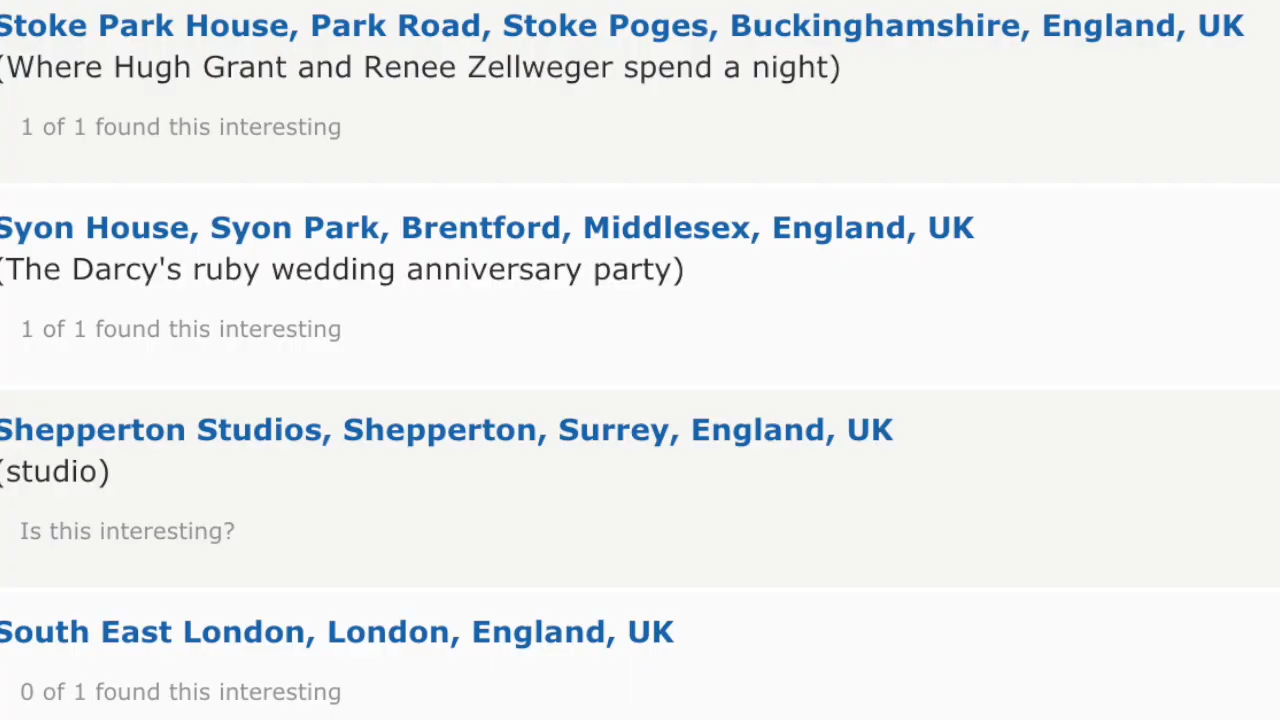 Stoke Park House, Park Road, Stoke Poges, Buckinghamshire, England, UK
(Where Hugh Grant and Renee Zellweger spend a night)
1 of 1 found this interesting
Syon House, Syon Park, Brentford, Middlesex, England, UK
(The Darcy's ruby wedding anniversary party)
1 of 1 found this interesting
Shepperton Studios, Shepperton, Surrey, England, UK
(studio)
Is this interesting?
South East London, London, England, UK
0 of 1 found this interesting